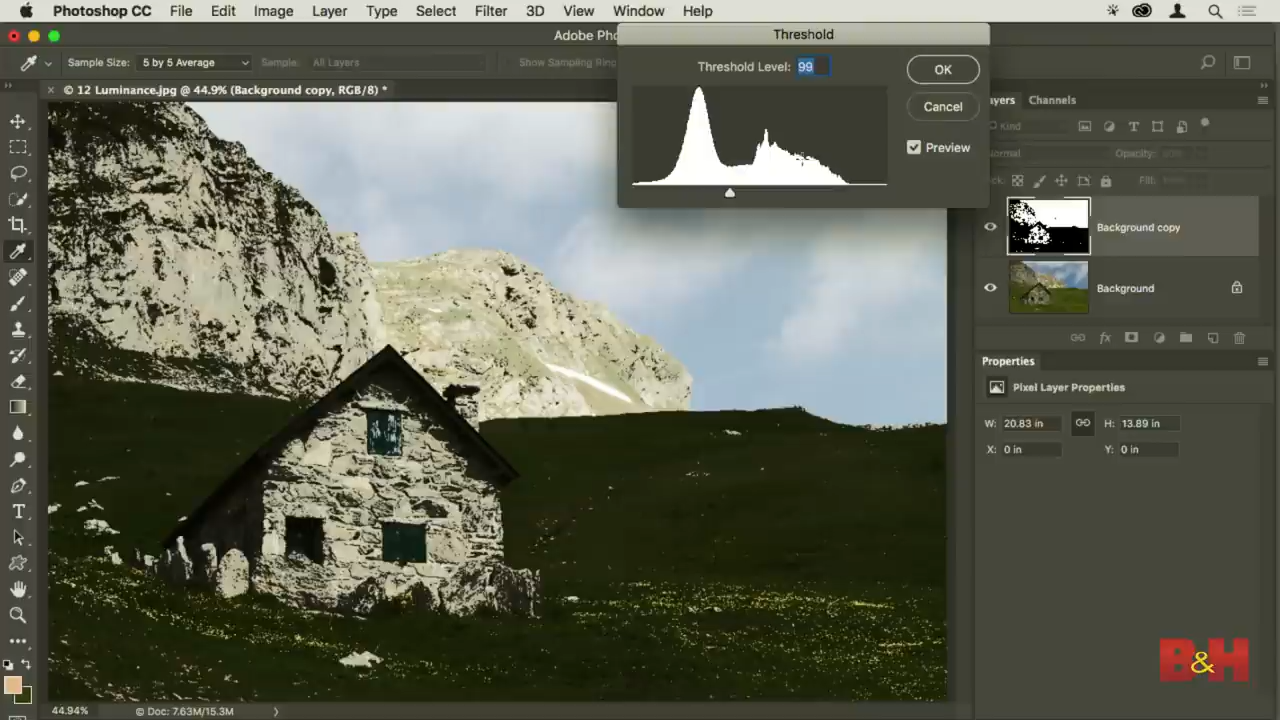 Photoshop CC File Edit Image Layer Type Select Filter 3D View Window Help
Adobe Pho
Threshold
Sample Size: 5 by 5 Average Sample: All Layers Show Sampling Ring
Threshold Level: 99
OK
Cancel
Preview
© 12 Luminance.jpg @ 44.9% (Background copy, RGB/8) *
ayers Channels
Kind
ormal Opacity:
ck: Fill:
Background copy
Background
fx
Properties
Pixel Layer Properties
W: 20.83 in H: 13.89 in
X: 0 in Y: 0 in
B&H
44.94% © Doc: 7.63M/15.3M